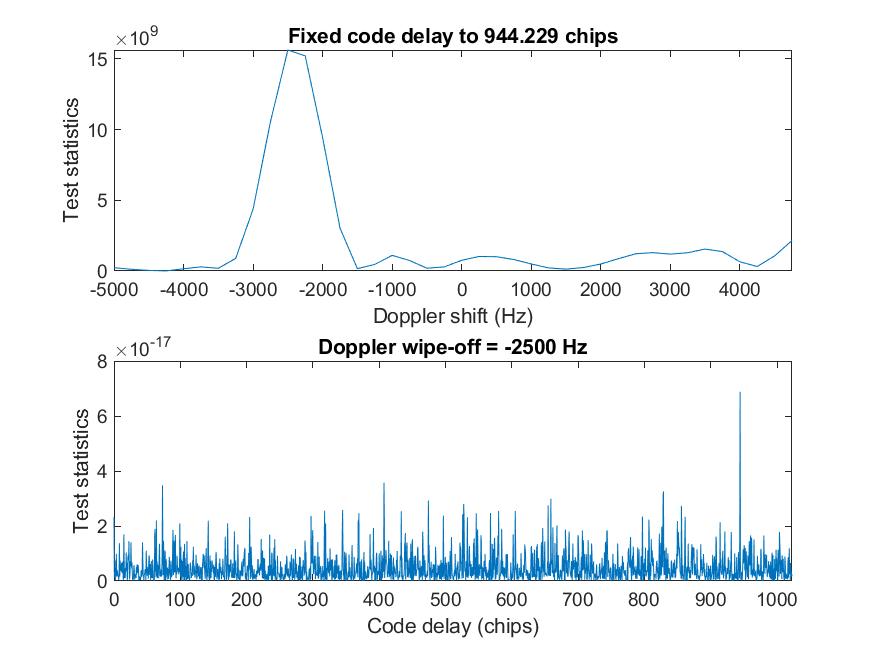 ×10^9
Fixed code delay to 944.229 chips
15
10
5
0
Test statistics
-5000 -4000 -3000 -2000 -1000 0 1000 2000 3000 4000
Doppler shift (Hz)
×10^-17
Doppler wipe-off = -2500 Hz
8
6
4
2
0
Test statistics
0 100 200 300 400 500 600 700 800 900 1000
Code delay (chips)